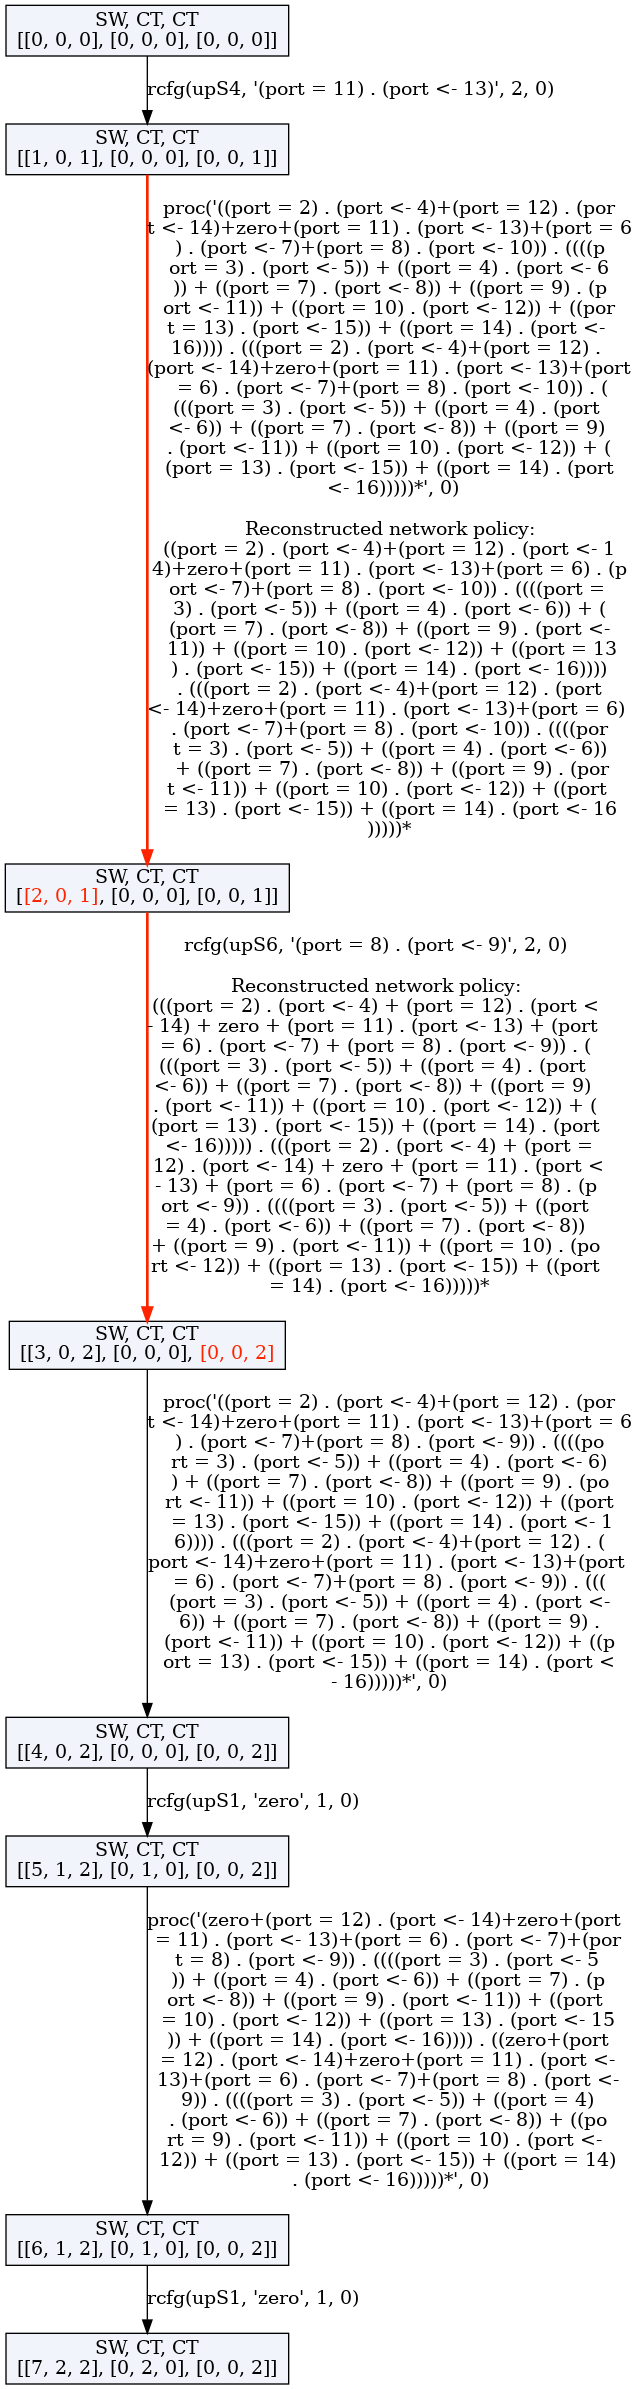 SW, CT, CT
[[0, 0, 0], [0, 0, 0], [0, 0, 0]]
rcfg(upS4, '(port = 11) . (port <- 13)', 2, 0)
SW, CT, CT
[[1, 0, 1], [0, 0, 0], [0, 0, 1]]
proc('((port = 2) . (port <- 4)+(port = 12) . (por
t <- 14)+zero+(port = 11) . (port <- 13)+(port = 6
) . (port <- 7)+(port = 8) . (port <- 10)) . ((((p
ort = 3) . (port <- 5)) + ((port = 4) . (port <- 6
)) + ((port = 7) . (port <- 8)) + ((port = 9) . (p
ort <- 11)) + ((port = 10) . (port <- 12)) + ((por
t = 13) . (port <- 15)) + ((port = 14) . (port <-
16)))) . (((port = 2) . (port <- 4)+(port = 12) .
(port <- 14)+zero+(port = 11) . (port <- 13)+(port
= 6) . (port <- 7)+(port = 8) . (port <- 10)) . (
(((port = 3) . (port <- 5)) + ((port = 4) . (port
<- 6)) + ((port = 7) . (port <- 8)) + ((port = 9)
. (port <- 11)) + ((port = 10) . (port <- 12)) + (
(port = 13) . (port <- 15)) + ((port = 14) . (port
<- 16)))))*', 0)
Reconstructed network policy:
((port = 2) . (port <- 4)+(port = 12) . (port <- 1
4)+zero+(port = 11) . (port <- 13)+(port = 6) . (p
ort <- 7)+(port = 8) . (port <- 10)) . ((((port =
3) . (port <- 5)) + ((port = 4) . (port <- 6)) + (
(port = 7) . (port <- 8)) + ((port = 9) . (port <-
11)) + ((port = 10) . (port <- 12)) + ((port = 13
) . (port <- 15)) + ((port = 14) . (port <- 16))))
. (((port = 2) . (port <- 4)+(port = 12) . (port
<- 14)+zero+(port = 11) . (port <- 13)+(port = 6)
. (port <- 7)+(port = 8) . (port <- 10)) . ((((por
t = 3) . (port <- 5)) + ((port = 4) . (port <- 6))
+ ((port = 7) . (port <- 8)) + ((port = 9) . (por
t <- 11)) + ((port = 10) . (port <- 12)) + ((port
= 13) . (port <- 15)) + ((port = 14) . (port <- 16
)))))*
SW, CT, CT
[[2, 0, 1], [0, 0, 0], [0, 0, 1]]
rcfg(upS6, '(port = 8) . (port <- 9)', 2, 0)
Reconstructed network policy:
(((port = 2) . (port <- 4) + (port = 12) . (port <
- 14) + zero + (port = 11) . (port <- 13) + (port
= 6) . (port <- 7) + (port = 8) . (port <- 9)) . (
(((port = 3) . (port <- 5)) + ((port = 4) . (port
<- 6)) + ((port = 7) . (port <- 8)) + ((port = 9)
. (port <- 11)) + ((port = 10) . (port <- 12)) + (
(port = 13) . (port <- 15)) + ((port = 14) . (port
<- 16))))) . (((port = 2) . (port <- 4) + (port =
12) . (port <- 14) + zero + (port = 11) . (port <
- 13) + (port = 6) . (port <- 7) + (port = 8) . (p
ort <- 9)) . ((((port = 3) . (port <- 5)) + ((port
= 4) . (port <- 6)) + ((port = 7) . (port <- 8))
+ ((port = 9) . (port <- 11)) + ((port = 10) . (po
rt <- 12)) + ((port = 13) . (port <- 15)) + ((port
= 14) . (port <- 16)))))*
SW, CT, CT
[[3, 0, 2], [0, 0, 0], [0, 0, 2]]
proc('((port = 2) . (port <- 4)+(port = 12) . (por
t <- 14)+zero+(port = 11) . (port <- 13)+(port = 6
) . (port <- 7)+(port = 8) . (port <- 9)) . ((((po
rt = 3) . (port <- 5)) + ((port = 4) . (port <- 6)
) + ((port = 7) . (port <- 8)) + ((port = 9) . (po
rt <- 11)) + ((port = 10) . (port <- 12)) + ((port
= 13) . (port <- 15)) + ((port = 14) . (port <- 1
6)))) . (((port = 2) . (port <- 4)+(port = 12) . (
port <- 14)+zero+(port = 11) . (port <- 13)+(port
= 6) . (port <- 7)+(port = 8) . (port <- 9)) . (((
(port = 3) . (port <- 5)) + ((port = 4) . (port <-
6)) + ((port = 7) . (port <- 8)) + ((port = 9) .
(port <- 11)) + ((port = 10) . (port <- 12)) + ((p
ort = 13) . (port <- 15)) + ((port = 14) . (port <
- 16)))))*', 0)
SW, CT, CT
[[4, 0, 2], [0, 0, 0], [0, 0, 2]]
rcfg(upS1, 'zero', 1, 0)
SW, CT, CT
[[5, 1, 2], [0, 1, 0], [0, 0, 2]]
proc('(zero+(port = 12) . (port <- 14)+zero+(port
= 11) . (port <- 13)+(port = 6) . (port <- 7)+(por
t = 8) . (port <- 9)) . ((((port = 3) . (port <- 5
)) + ((port = 4) . (port <- 6)) + ((port = 7) . (p
ort <- 8)) + ((port = 9) . (port <- 11)) + ((port
= 10) . (port <- 12)) + ((port = 13) . (port <- 15
)) + ((port = 14) . (port <- 16)))) . ((zero+(port
= 12) . (port <- 14)+zero+(port = 11) . (port <-
13)+(port = 6) . (port <- 7)+(port = 8) . (port <-
9)) . ((((port = 3) . (port <- 5)) + ((port = 4)
. (port <- 6)) + ((port = 7) . (port <- 8)) + ((po
rt = 9) . (port <- 11)) + ((port = 10) . (port <-
12)) + ((port = 13) . (port <- 15)) + ((port = 14)
. (port <- 16)))))*', 0)
SW, CT, CT
[[6, 1, 2], [0, 1, 0], [0, 0, 2]]
rcfg(upS1, 'zero', 1, 0)
SW, CT, CT
[[7, 2, 2], [0, 2, 0], [0, 0, 2]]